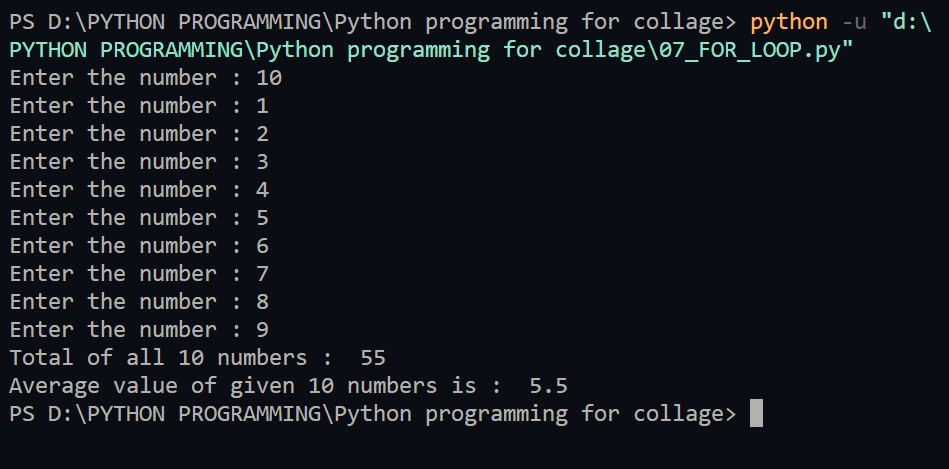 PS D:\PYTHON PROGRAMMING\Python programming for collage> python -u "d:\
PYTHON PROGRAMMING\Python programming for collage\07_FOR_LOOP.py"
Enter the number : 10
Enter the number : 1
Enter the number : 2
Enter the number : 3
Enter the number : 4
Enter the number : 5
Enter the number : 6
Enter the number : 7
Enter the number : 8
Enter the number : 9
Total of all 10 numbers :  55
Average value of given 10 numbers is :  5.5
PS D:\PYTHON PROGRAMMING\Python programming for collage>